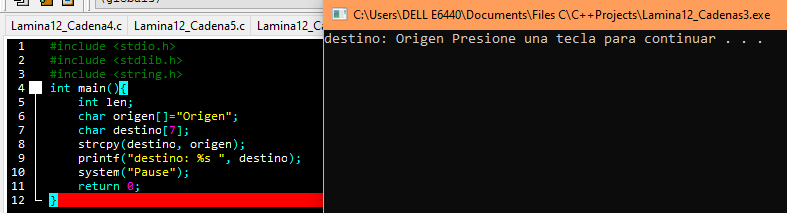 (globals)
Lamina12_Cadena4.c Lamina12_Cadena5.c Lamina12_Cadena
1 #include <stdio.h>
2 #include <stdlib.h>
3 #include <string.h>
4 int main(){
5 int len;
6 char origen[]="Origen";
7 char destino[7];
8 strcpy(destino, origen);
9 printf("destino: %s ", destino);
10 system("Pause");
11 return 0;
12 }
C:\Users\DELL E6440\Documents\Files C\C++Projects\Lamina12_Cadenas3.exe
destino: Origen Presione una tecla para continuar . . .